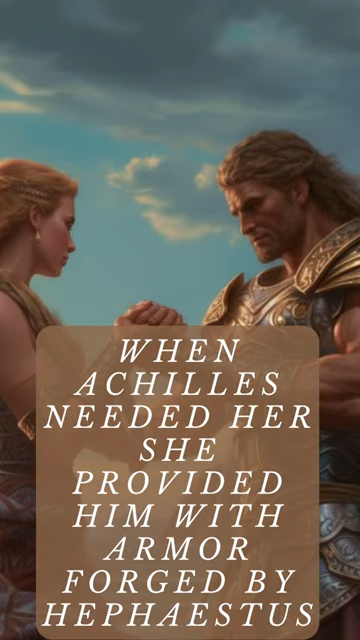 WHEN
ACHILLES
NEEDED HER
SHE
PROVIDED
HIM WITH
ARMOR
FORGED BY
HEPHAESTUS